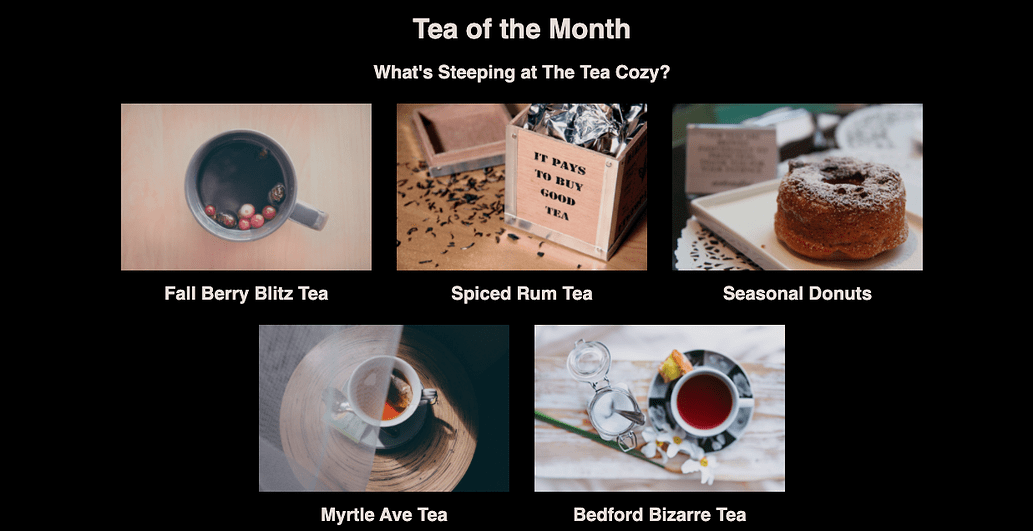 Tea of the Month
What's Steeping at The Tea Cozy?
IT PAYS
TO BUY
GOOD
TEA
Fall Berry Blitz Tea
Spiced Rum Tea
Seasonal Donuts
Myrtle Ave Tea
Bedford Bizarre Tea